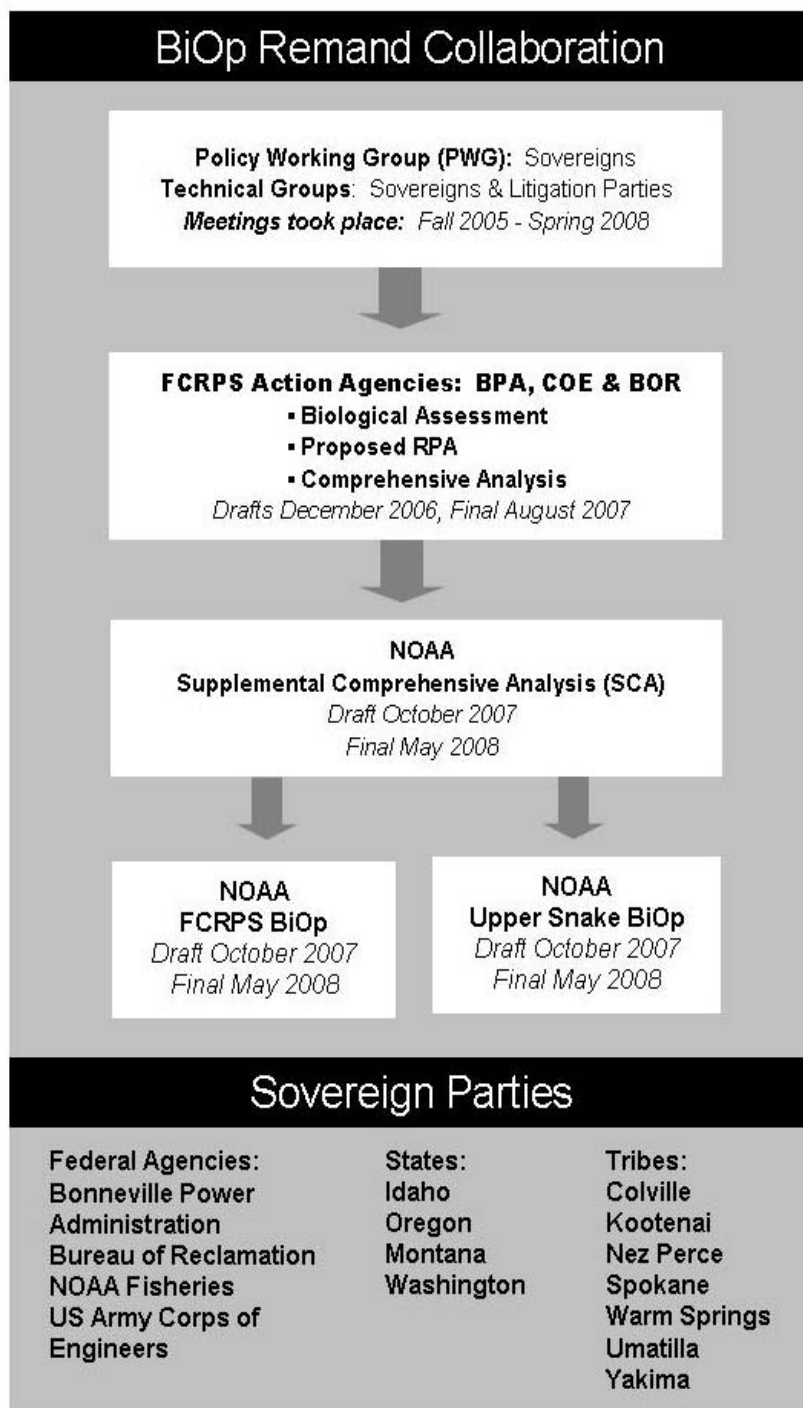 BiOp Remand Collaboration
Policy Working Group (PWG): Sovereigns
Technical Groups: Sovereigns & Litigation Parties
Meetings took place: Fall 2005 - Spring 2008
FCRPS Action Agencies: BPA, COE & BOR
▪ Biological Assessment
▪ Proposed RPA
▪ Comprehensive Analysis
Drafts December 2006, Final August 2007
NOAA
Supplemental Comprehensive Analysis (SCA)
Draft October 2007
Final May 2008
NOAA
FCRPS BiOp
Draft October 2007
Final May 2008
NOAA
Upper Snake BiOp
Draft October 2007
Final May 2008
Sovereign Parties
Federal Agencies:
Bonneville Power
Administration
Bureau of Reclamation
NOAA Fisheries
US Army Corps of
Engineers
States:
Idaho
Oregon
Montana
Washington
Tribes:
Colville
Kootenai
Nez Perce
Spokane
Warm Springs
Umatilla
Yakima